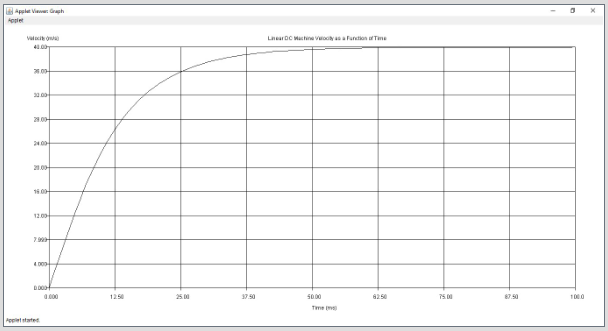 Applet Viewer: Graph
Applet
Velocity (m/s)
Linear DC Machine Velocity as a Function of Time
40.00
36.00
32.00
28.00
24.00
20.00
16.00
12.00
7.999
4.000
0.000
0.000 12.50 25.00 37.50 50.00 62.50 75.00 87.50 100.0
Time (ms)
Applet started.